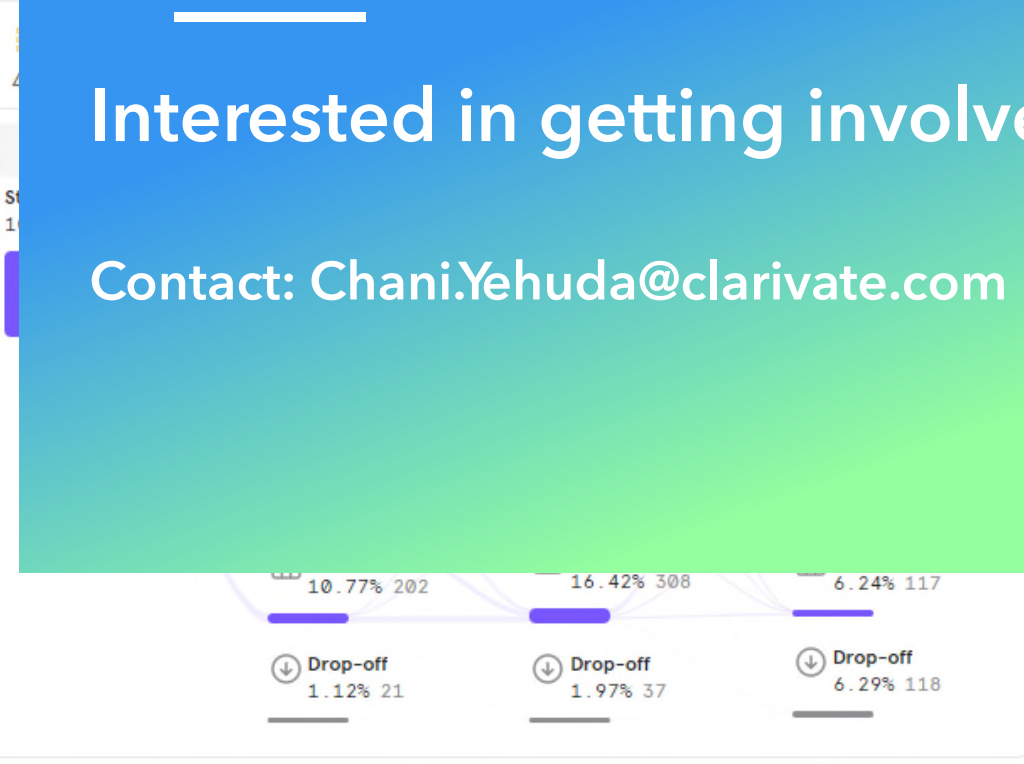 Interested in getting
Contact: Chani.Yehuda@clarivate.com
10.77% 202
16.42% 308
6.24% 117
Drop-off
1.12% 21
Drop-off
1.97% 37
Drop-off
6.29% 118